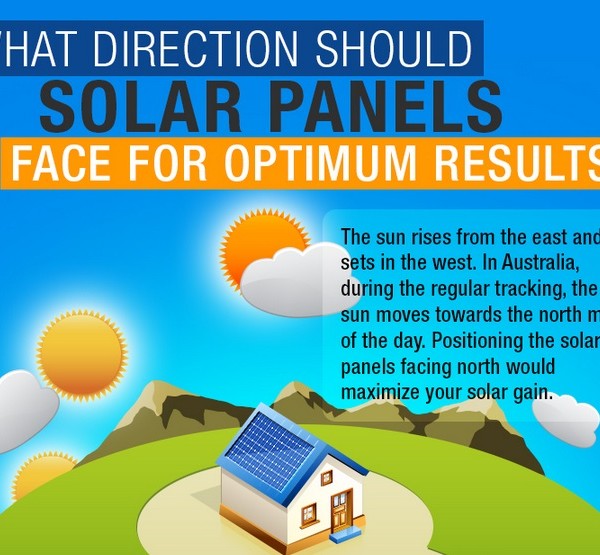 WHAT DIRECTION SHOULD
SOLAR PANELS
FACE FOR OPTIMUM RESULTS
The sun rises from the east and
sets in the west. In Australia,
during the regular tracking, the
sun moves towards the north
of the day. Positioning the solar
panels facing north would
maximize your solar gain.